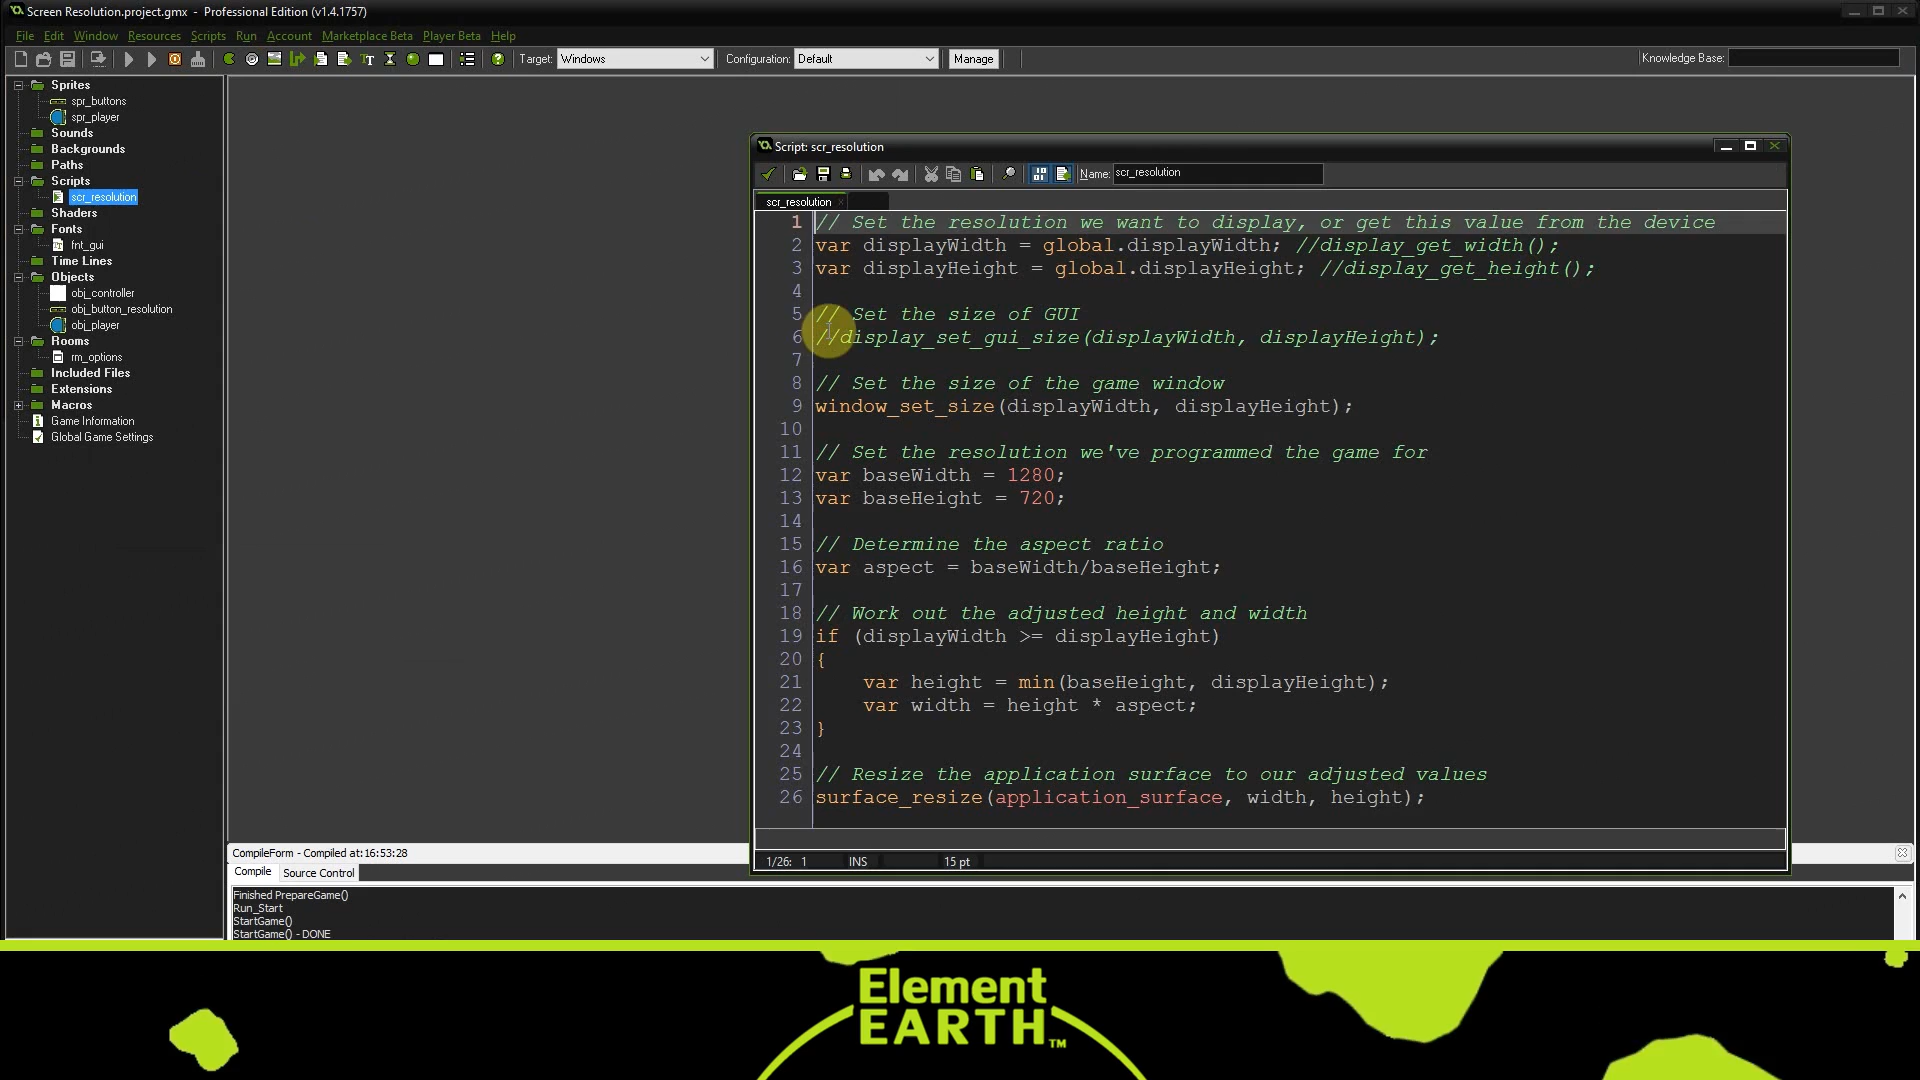 Screen Resolution.project.gmx - Professional Edition (v1.4.1757)
File Edit Window Resources Scripts Run Account Marketplace Beta Player Beta Help
Target: Windows Configuration: Default Manage Knowledge Base:
Sprites
spr_buttons
spr_player
Sounds
Backgrounds
Paths
Scripts
scr_resolution
Shaders
Fonts
fnt_gui
Time Lines
Objects
obj_controller
obj_button_resolution
obj_player
Rooms
rm_options
Included Files
Extensions
Macros
Game Information
Global Game Settings
Script: scr_resolution
Name: scr_resolution
scr_resolution
1 // Set the resolution we want to display, or get this value from the device
2 var displayWidth = global.displayWidth; //display_get_width();
3 var displayHeight = global.displayHeight; //display_get_height();
4
5 // Set the size of GUI
6 //display_set_gui_size(displayWidth, displayHeight);
7
8 // Set the size of the game window
9 window_set_size(displayWidth, displayHeight);
10
11 // Set the resolution we've programmed the game for
12 var baseWidth = 1280;
13 var baseHeight = 720;
14
15 // Determine the aspect ratio
16 var aspect = baseWidth/baseHeight;
17
18 // Work out the adjusted height and width
19 if (displayWidth >= displayHeight)
20 {
21 var height = min(baseHeight, displayHeight);
22 var width = height * aspect;
23 }
24
25 // Resize the application surface to our adjusted values
26 surface_resize(application_surface, width, height);
1/26: 1 INS 15 pt
CompileForm - Compiled at:16:53:28
Compile Source Control
Finished PrepareGame()
Run_Start
StartGame()
StartGame() - DONE
Element
EARTH™